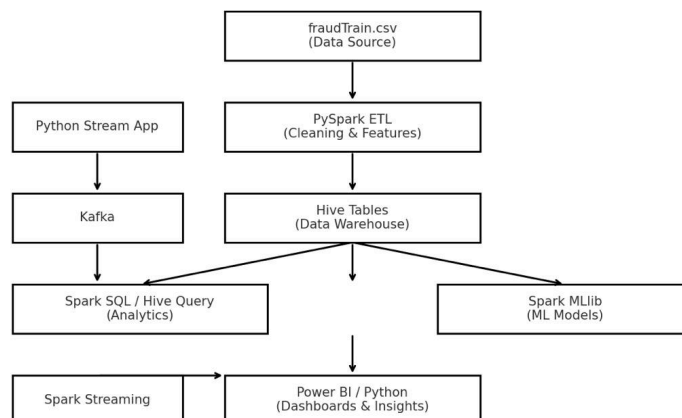 fraudTrain.csv
(Data Source)
Python Stream App
PySpark ETL
(Cleaning & Features)
Kafka
Hive Tables
(Data Warehouse)
Spark SQL / Hive Query
(Analytics)
Spark MLlib
(ML Models)
Spark Streaming
Power BI / Python
(Dashboards & Insights)